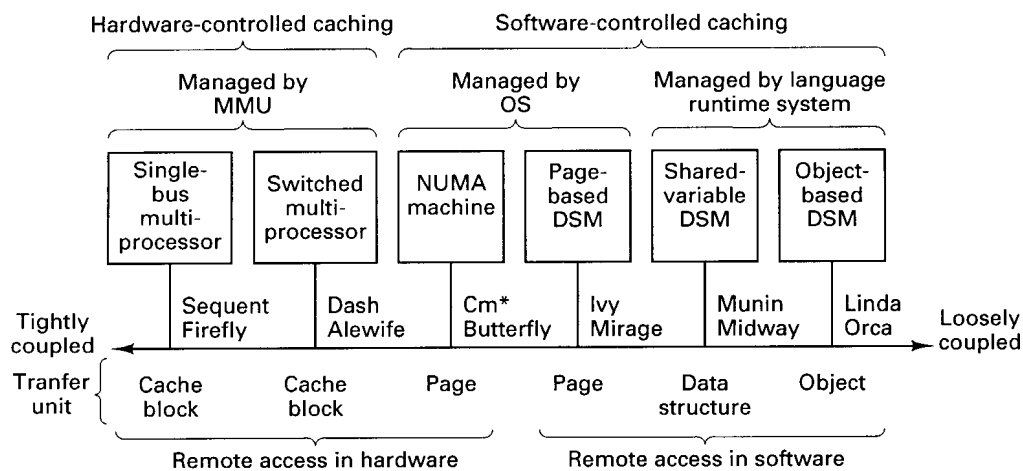 Hardware-controlled caching
Software-controlled caching
Managed by
MMU
Managed by
OS
Managed by language
runtime system
Single-
bus
multi-
processor
Switched
multi-
processor
NUMA
machine
Page-
based
DSM
Shared-
variable
DSM
Object-
based
DSM
Tightly
coupled
Sequent
Firefly
Dash
Alewife
Cm*
Butterfly
Ivy
Mirage
Munin
Midway
Linda
Orca
Loosely
coupled
Tranfer
unit
Cache
block
Cache
block
Page
Page
Data
structure
Object
Remote access in hardware
Remote access in software